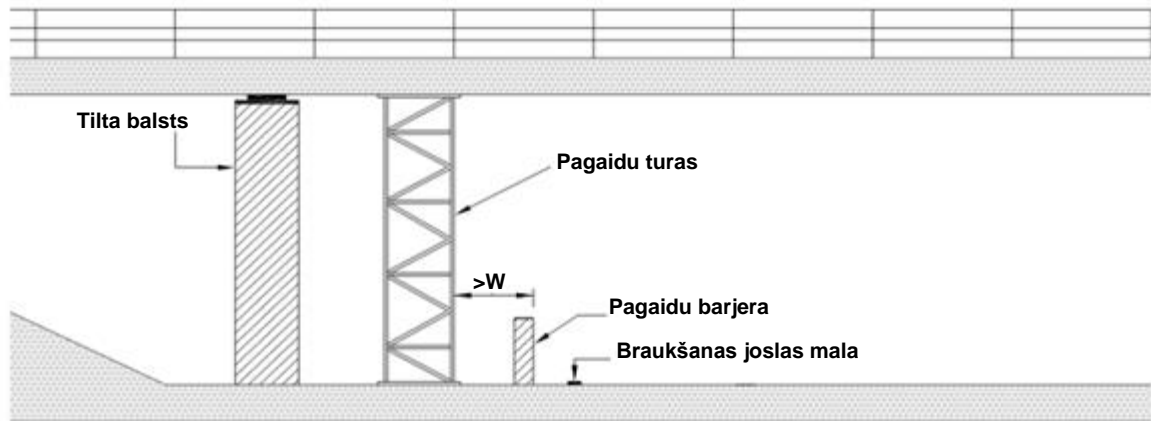 Tilta balsts
Pagaidu turas
>W
Pagaidu barjera
Braukšanas joslas mala